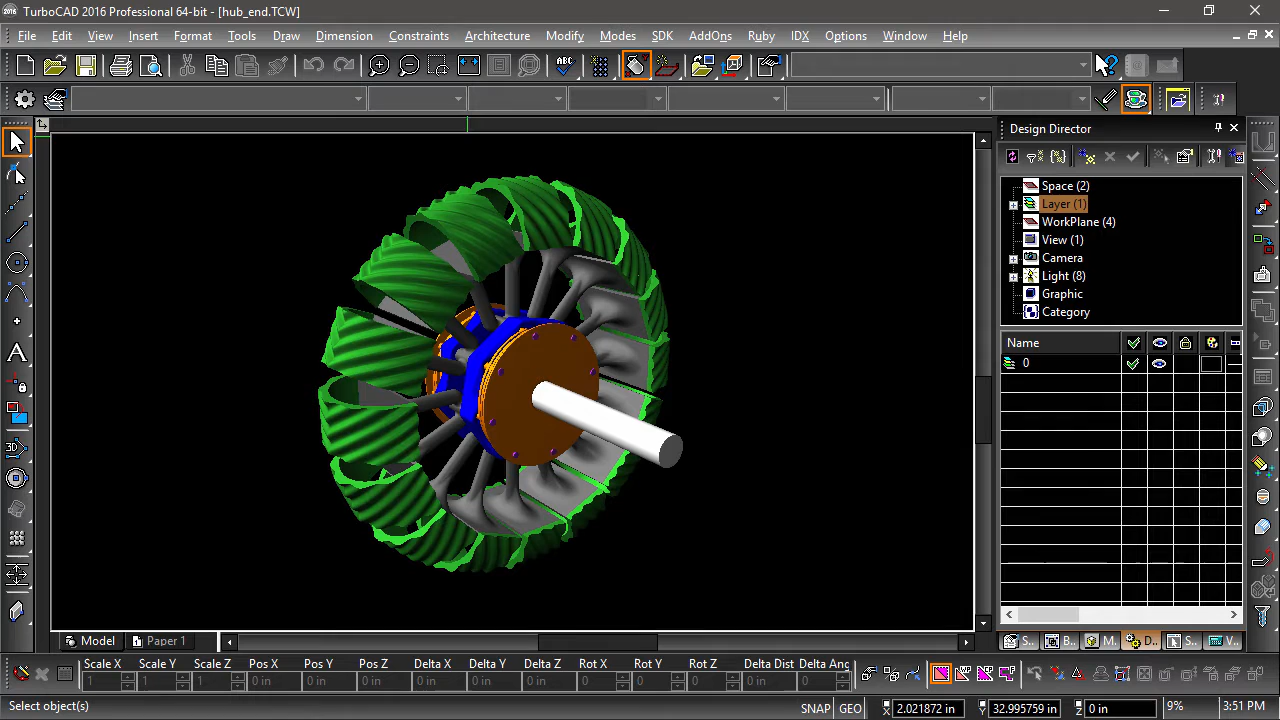 TurboCAD 2016 Professional 64-bit - [hub_end.TCW]
File Edit View Insert Format Tools Draw Dimension Constraints Architecture Modify Modes SDK AddOns Ruby IDX Options Window Help
ABC
Design Director
Space (2)
Layer (1)
WorkPlane (4)
View (1)
Camera
Light (8)
Graphic
Category
Name
0
3D
Model Paper 1
S... B... M... D... S... V...
Scale X Scale Y Scale Z Pos X Pos Y Pos Z Delta X Delta Y Delta Z Rot X Rot Y Rot Z Delta Dist Delta Ang
1 1 1 0 in 0 in 0 in 0 in 0 in 0 in 0 0 0 0 in 0
Select object(s) SNAP GEO X 2.021872 in Y 32.995759 in Z 0 in 9% 3:51 PM